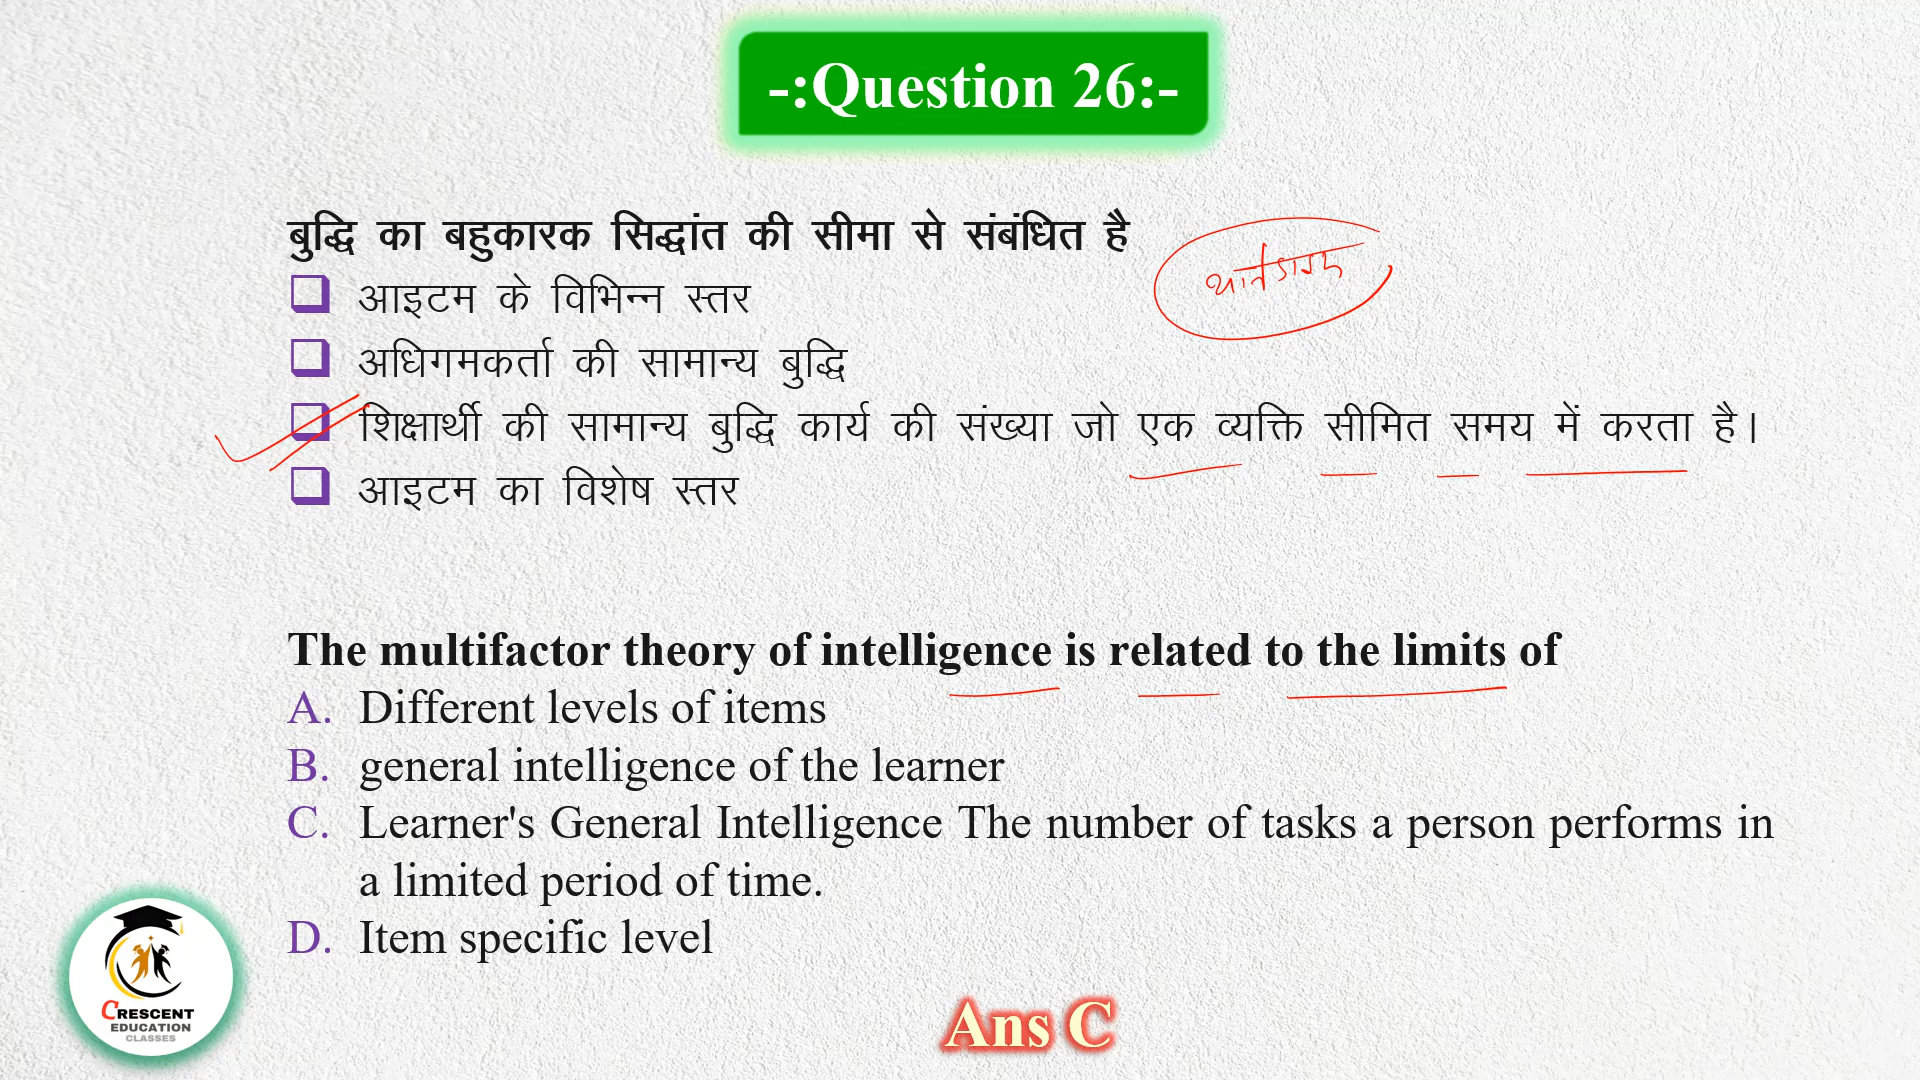 -:Question 26:-
बुद्धि का बहुकारक सिद्धांत की सीमा से संबंधित है
आइटम के विभिन्न स्तर
अधिगमकर्ता की सामान्य बुद्धि
शिक्षार्थी की सामान्य बुद्धि कार्य की संख्या जो एक व्यक्ति सीमित समय में करता है।
आइटम का विशेष स्तर
The multifactor theory of intelligence is related to the limits of
A. Different levels of items
B. general intelligence of the learner
C. Learner's General Intelligence The number of tasks a person performs in
a limited period of time.
D. Item specific level
CRESCENT
EDUCATION
CLASSES
Ans C